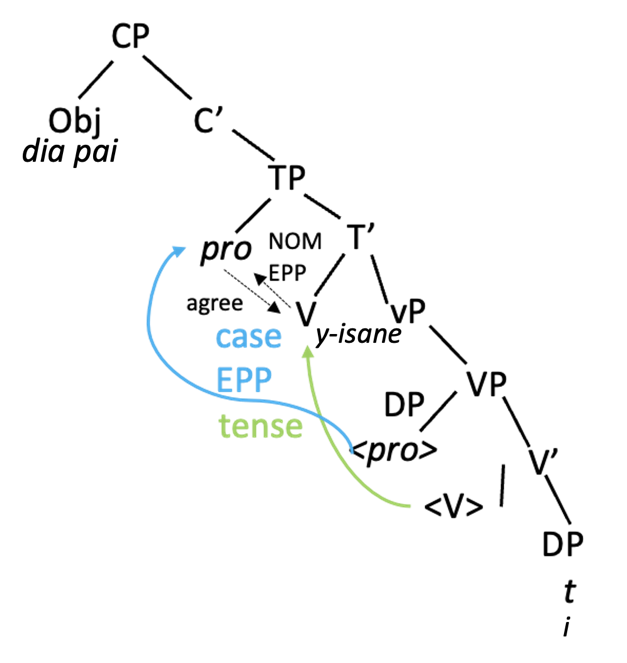 CP
Obj
dia pai
C’
TP
pro
NOM
T’
EPP
agree
V
y-isane
vP
case
EPP
tense
DP
VP
<pro>
V’
<V>
DP
t
i